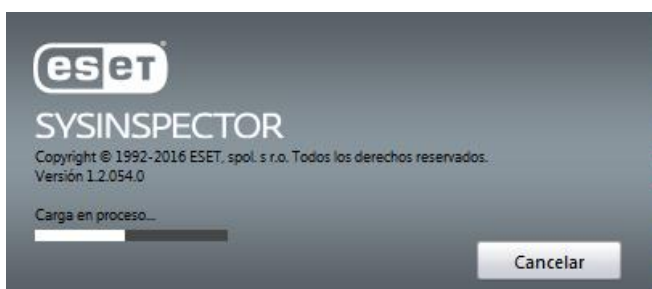 eset
SYSINSPECTOR
Copyright © 1992-2016 ESET, spol. s r.o. Todos los derechos reservados.
Versión 1.2.054.0
Carga en proceso...
Cancelar